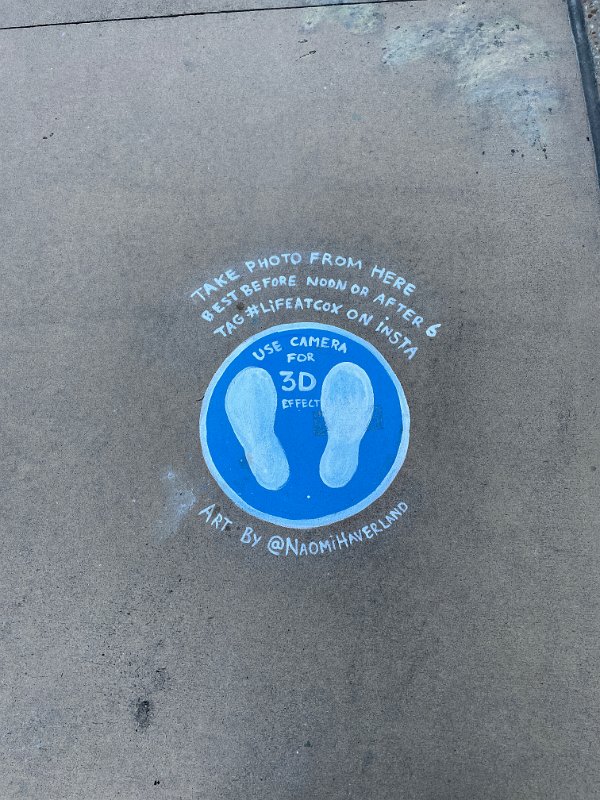 TAKE PHOTO FROM HERE
BEST BEFORE NOON OR AFTER 6
TAG #LiFEATCOX ON iNSTA
USE CAMERA
FOR
3D
EFFECT
ART BY @NAOMiHAVERLAND